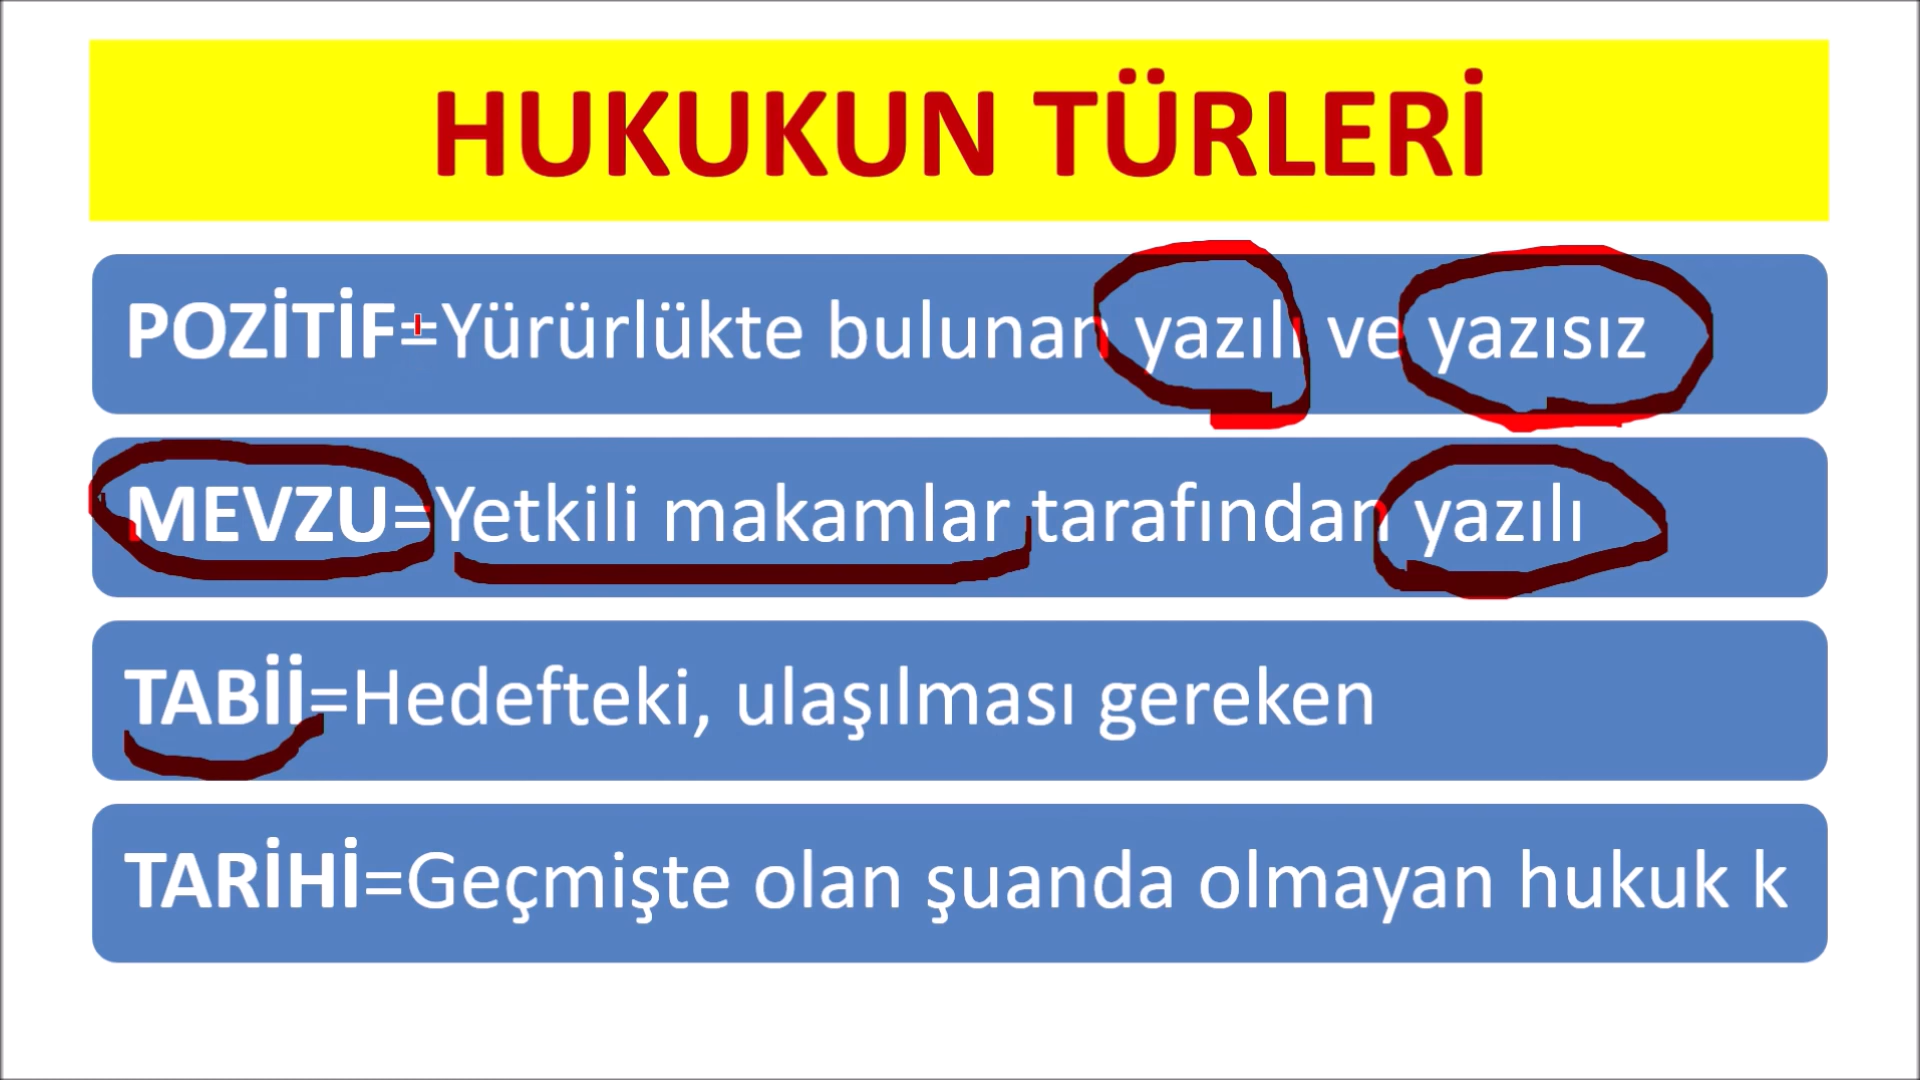 HUKUKUN TÜRLERİ
POZİTİF=Yürürlükte bulunan yazılı ve yazısız
MEVZU=Yetkili makamlar tarafından yazılı
TABİİ=Hedefteki, ulaşılması gereken
TARİHİ=Geçmişte olan şuanda olmayan hukuk k